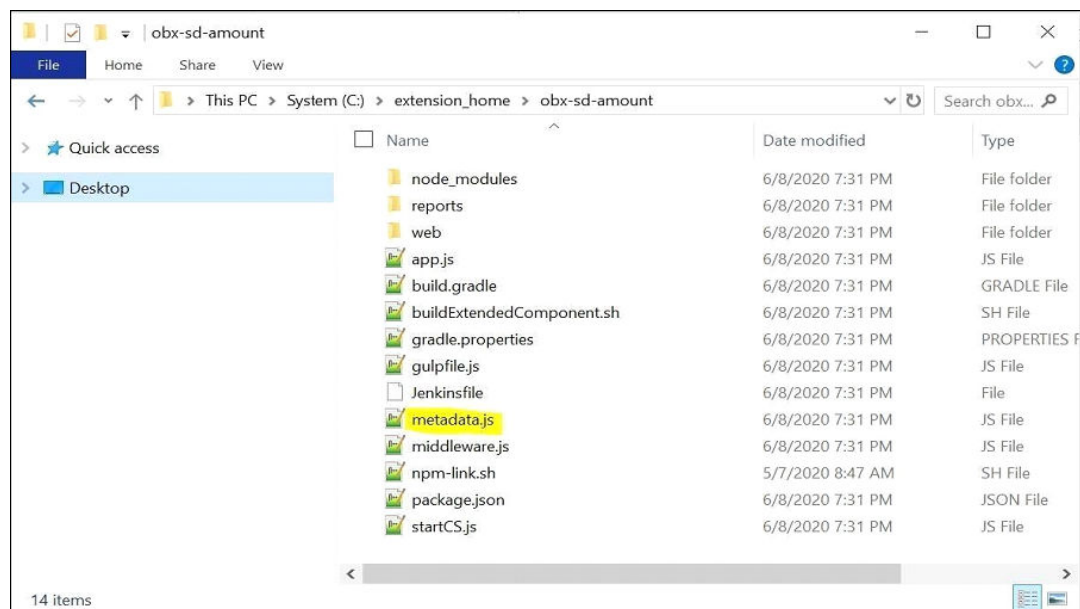 obx-sd-amount
File Home Share View
This PC > System (C:) > extension_home > obx-sd-amount Search obx...
Quick access
Desktop
Name Date modified Type
node_modules 6/8/2020 7:31 PM File folder
reports 6/8/2020 7:31 PM File folder
web 6/8/2020 7:31 PM File folder
app.js 6/8/2020 7:31 PM JS File
build.gradle 6/8/2020 7:31 PM GRADLE File
buildExtendedComponent.sh 6/8/2020 7:31 PM SH File
gradle.properties 6/8/2020 7:31 PM PROPERTIES F
gulpfile.js 6/8/2020 7:31 PM JS File
Jenkinsfile 6/8/2020 7:31 PM File
metadata.js 6/8/2020 7:31 PM JS File
middleware.js 6/8/2020 7:31 PM JS File
npm-link.sh 5/7/2020 8:47 AM SH File
package.json 6/8/2020 7:31 PM JSON File
startCS.js 6/8/2020 7:31 PM JS File
14 items